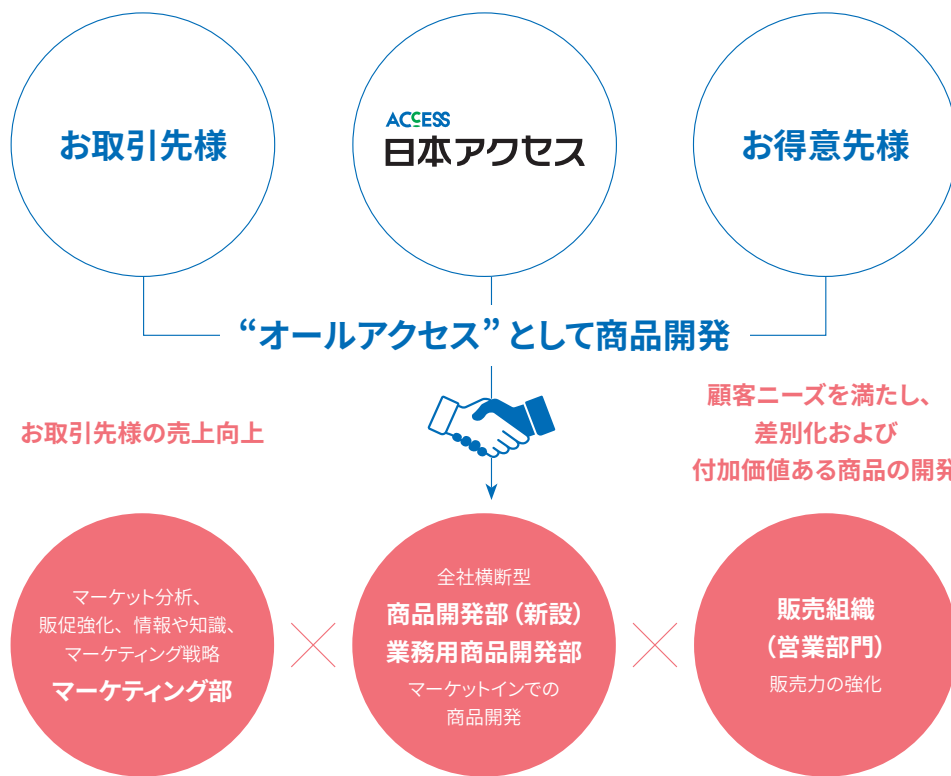 お取引先様
ACCESS
日本アクセス
お得意先様
“オールアクセス”として商品開発
お取引先様の売上向上
顧客ニーズを満たし、
差別化および
付加価値ある商品の開発
マーケット分析、
販促強化、情報や知識、
マーケティング戦略
マーケティング部
全社横断型
商品開発部（新設）
業務用商品開発部
マーケットインでの
商品開発
販売組織
（営業部門）
販売力の強化